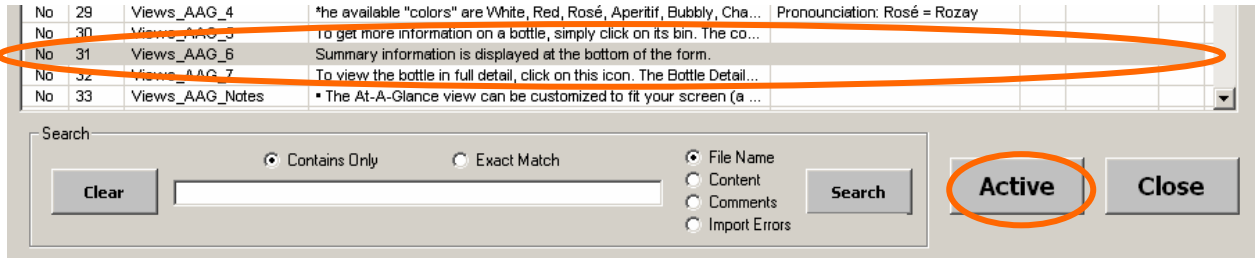 No 29 Views_AAG_4 *he available "colors" are White, Red, Rosé, Aperitif, Bubbly, Cha... Pronounciation: Rosé = Rozay
No 30 Views_AAG_5 To get more information on a bottle, simply click on its bin. The co...
No 31 Views_AAG_6 Summary information is displayed at the bottom of the form.
No 32 Views_AAG_7 To view the bottle in full detail, click on this icon. The Bottle Detail...
No 33 Views_AAG_Notes ▪ The At-A-Glance view can be customized to fit your screen (a ...
Search
Contains Only Exact Match File Name
Content
Clear Search Active Close
Comments
Import Errors